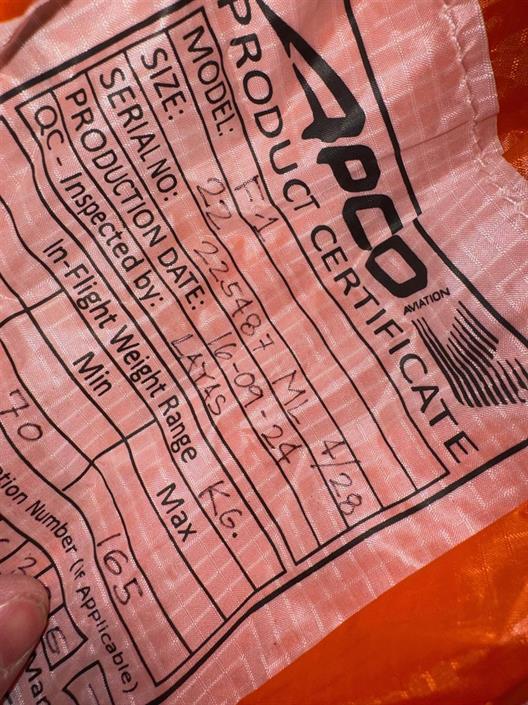 APCO
AVIATION
PRODUCT CERTIFICATE
MODEL: F-1
SIZE: 22
SERIAL NO: 225487 ML 4/28
PRODUCTION DATE: 16-09-24
QC - Inspected by: LATAS
In-Flight Weight Range KG.
Min Max
70 165
Number (If Applicable)